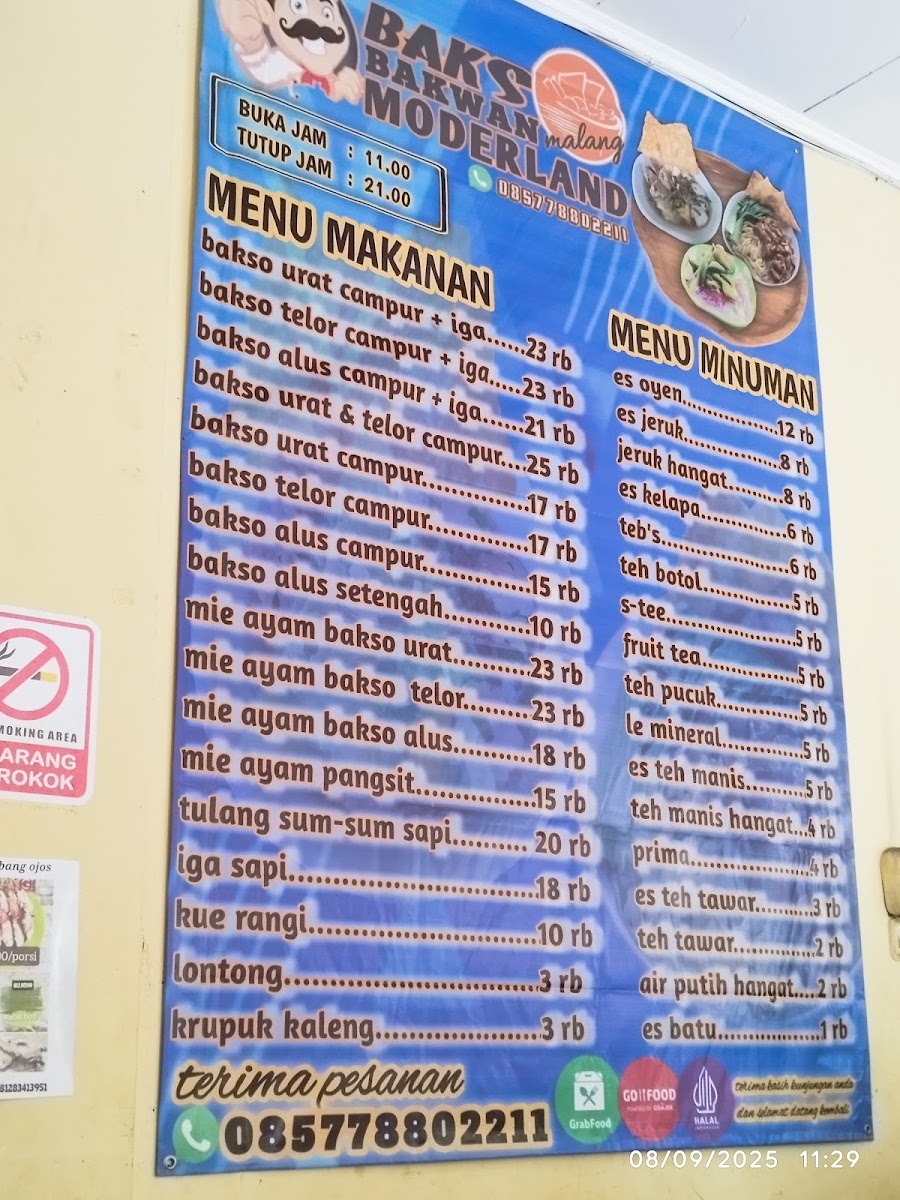 BAKSO
BAKWAN
malang
MODERLAND
085778802211
BUKA JAM : 11.00
TUTUP JAM : 21.00
MENU MAKANAN
bakso urat campur + iga......23 rb
bakso telor campur + iga.....23 rb
bakso alus campur + iga......21 rb
bakso urat & telor campur....25 rb
bakso urat campur..............17 rb
bakso telor campur.............17 rb
bakso alus campur..............15 rb
bakso alus setengah...........10 rb
mie ayam bakso urat..........23 rb
mie ayam bakso telor.........23 rb
mie ayam bakso alus..........18 rb
mie ayam pangsit...............15 rb
tulang sum-sum sapi.......... 20 rb
iga sapi...............................18 rb
kue rangi............................10 rb
lontong...............................3 rb
krupuk kaleng....................3 rb
MENU MINUMAN
es oyen.................12 rb
es jeruk.................8 rb
jeruk hangat.........8 rb
es kelapa..............6 rb
teb's.....................6 rb
teh botol..............5 rb
s-tee.....................5 rb
fruit tea...............5 rb
teh pucuk.............5 rb
le mineral............5 rb
es teh manis.........5 rb
teh manis hangat...4 rb
prima...................4 rb
es teh tawar.........3 rb
teh tawar.............2 rb
air putih hangat....2 rb
es batu.................1 rb
terima pesanan
085778802211
GrabFood
GOFOOD
HALAL
INDONESIA
terima kasih kunjungan anda
dan selamat datang kembali
MOKING AREA
ARANG
ROKOK
bang ojos
00/porsi
81283413951
08/09/2025 11:29